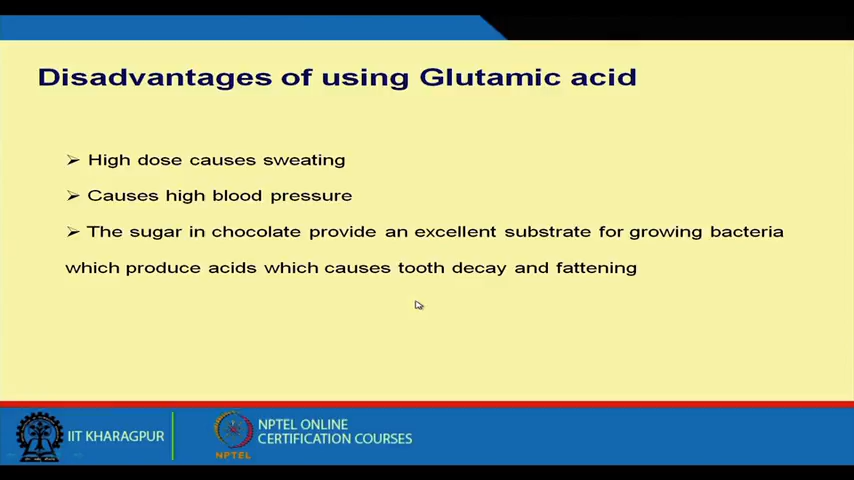 Disadvantages of using Glutamic acid
➢ High dose causes sweating
➢ Causes high blood pressure
➢ The sugar in chocolate provide an excellent substrate for growing bacteria
which produce acids which causes tooth decay and fattening
IIT KHARAGPUR
NPTEL
NPTEL ONLINE
CERTIFICATION COURSES